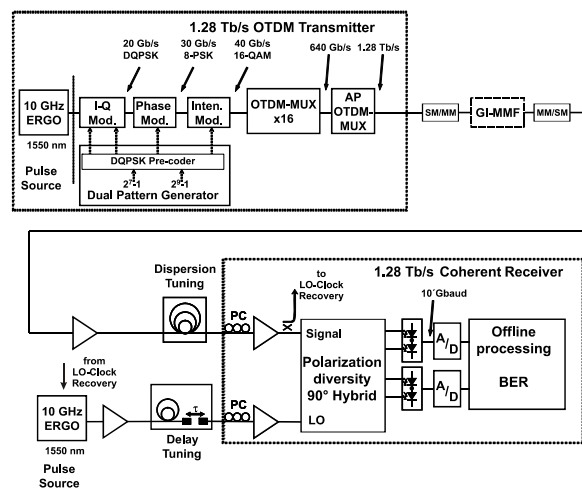 1.28 Tb/s OTDM Transmitter
20 Gb/s
DQPSK
30 Gb/s
8-PSK
40 Gb/s
16-QAM
640 Gb/s
1.28 Tb/s
10 GHz
ERGO
1550 nm
Pulse
Source
I-Q
Mod.
Phase
Mod.
Inten.
Mod.
OTDM-MUX
x16
AP
OTDM-
MUX
SM/MM
GI-MMF
MM/SM
DQPSK Pre-coder
2⁷-1
2⁹-1
Dual Pattern Generator
Dispersion
Tuning
to
LO-Clock
Recovery
1.28 Tb/s Coherent Receiver
10 Gbaud
PC
Signal
Polarization
diversity
90° Hybrid
LO
A/D
A/D
Offline
processing
BER
from
LO-Clock
Recovery
10 GHz
ERGO
1550 nm
Pulse
Source
τ
Delay
Tuning
PC